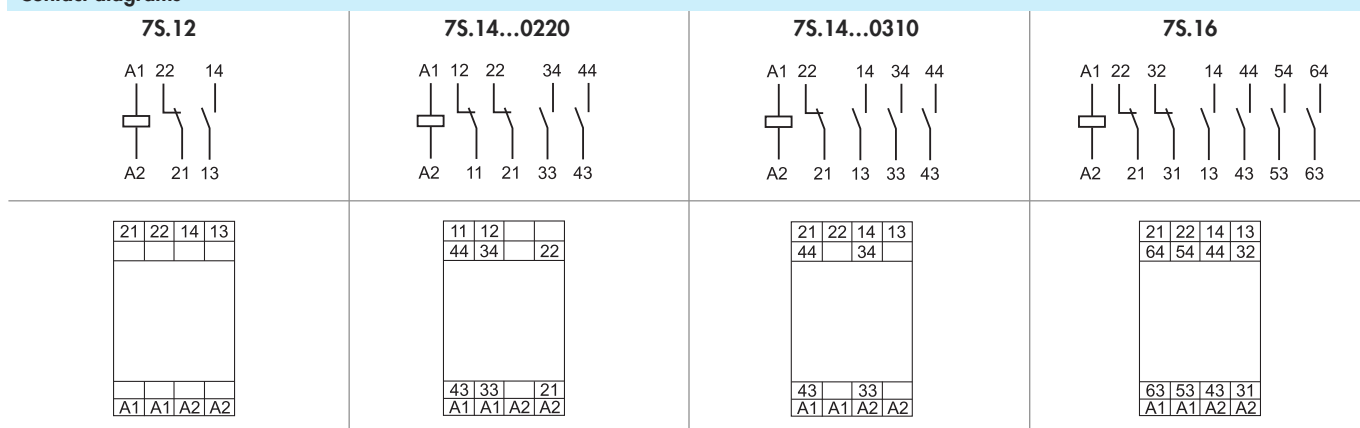 7S.12
7S.14...0220
7S.14...0310
7S.16
A1 22 14
A2 21 13
A1 12 22 34 44
A2 11 21 33 43
A1 22 14 34 44
A2 21 13 33 43
A1 22 32 14 44 54 64
A2 21 31 13 43 53 63
21 22 14 13
A1 A1 A2 A2
11 12
44 34 22
43 33 21
A1 A1 A2 A2
21 22 14 13
44 34
43 33
A1 A1 A2 A2
21 22 14 13
64 54 44 32
63 53 43 31
A1 A1 A2 A2